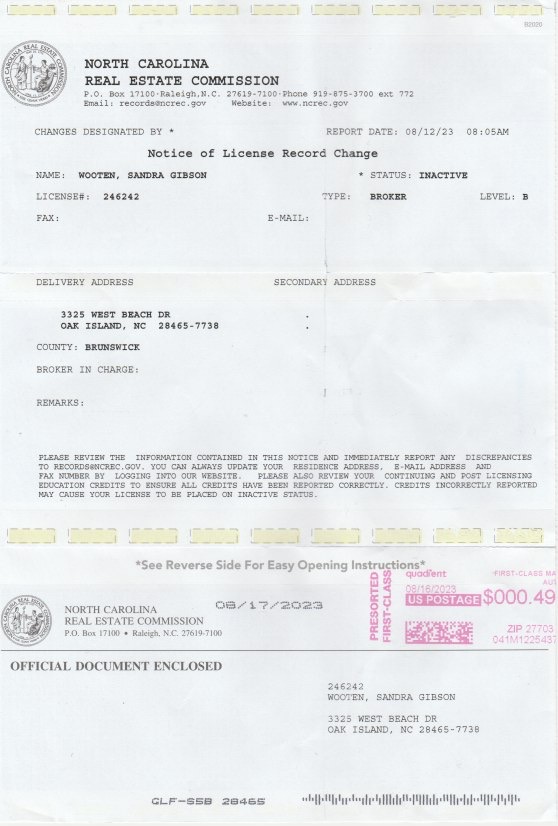 B2020
NORTH CAROLINA
REAL ESTATE COMMISSION
P.O. Box 17100·Raleigh,N.C. 27619-7100·Phone 919-875-3700 ext 772
Email: records@ncrec.gov Website: www.ncrec.gov
CHANGES DESIGNATED BY * REPORT DATE: 08/12/23 08:05AM
Notice of License Record Change
NAME: WOOTEN, SANDRA GIBSON * STATUS: INACTIVE
LICENSE#: 246242 TYPE: BROKER LEVEL: B
FAX: E-MAIL:
DELIVERY ADDRESS SECONDARY ADDRESS
3325 WEST BEACH DR .
OAK ISLAND, NC 28465-7738 .
COUNTY: BRUNSWICK
BROKER IN CHARGE:
REMARKS:
PLEASE REVIEW THE INFORMATION CONTAINED IN THIS NOTICE AND IMMEDIATELY REPORT ANY DISCREPANCIES
TO RECORDS@NCREC.GOV. YOU CAN ALWAYS UPDATE YOUR RESIDENCE ADDRESS, E-MAIL ADDRESS AND
FAX NUMBER BY LOGGING INTO OUR WEBSITE. PLEASE ALSO REVIEW YOUR CONTINUING AND POST LICENSING
EDUCATION CREDITS TO ENSURE ALL CREDITS HAVE BEEN REPORTED CORRECTLY. CREDITS INCORRECTLY REPORTED
MAY CAUSE YOUR LICENSE TO BE PLACED ON INACTIVE STATUS.
*See Reverse Side For Easy Opening Instructions*
NORTH CAROLINA
REAL ESTATE COMMISSION
P.O. Box 17100 • Raleigh, N.C. 27619-7100
08/17/2023
PRESORTED
FIRST-CLASS
quadient
FIRST-CLASS MA
08/16/2023
US POSTAGE $000.49
ZIP 27703
041M1225437
OFFICIAL DOCUMENT ENCLOSED
246242
WOOTEN, SANDRA GIBSON
3325 WEST BEACH DR
OAK ISLAND, NC 28465-7738
GLF-S5B 28465